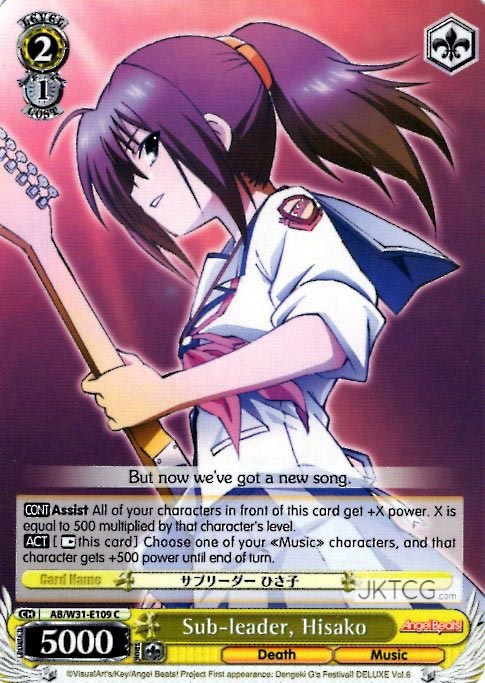 LEVEL
2
1
COST
But now we've got a new song.
CONT Assist All of your characters in front of this card get +X power. X is
equal to 500 multiplied by that character's level.
ACT [ this card] Choose one of your «Music» characters, and that
character gets +500 power until end of turn.
Card Name
サブリーダー ひさ子
JKTCG.com
CH AB/W31-E109 C
5000
Sub-leader, Hisako
Angel Beats!
Death
Music
©VisualArt's/Key/Angel Beats! Project First appearance: Dengeki G's Festival! DELUXE Vol.6